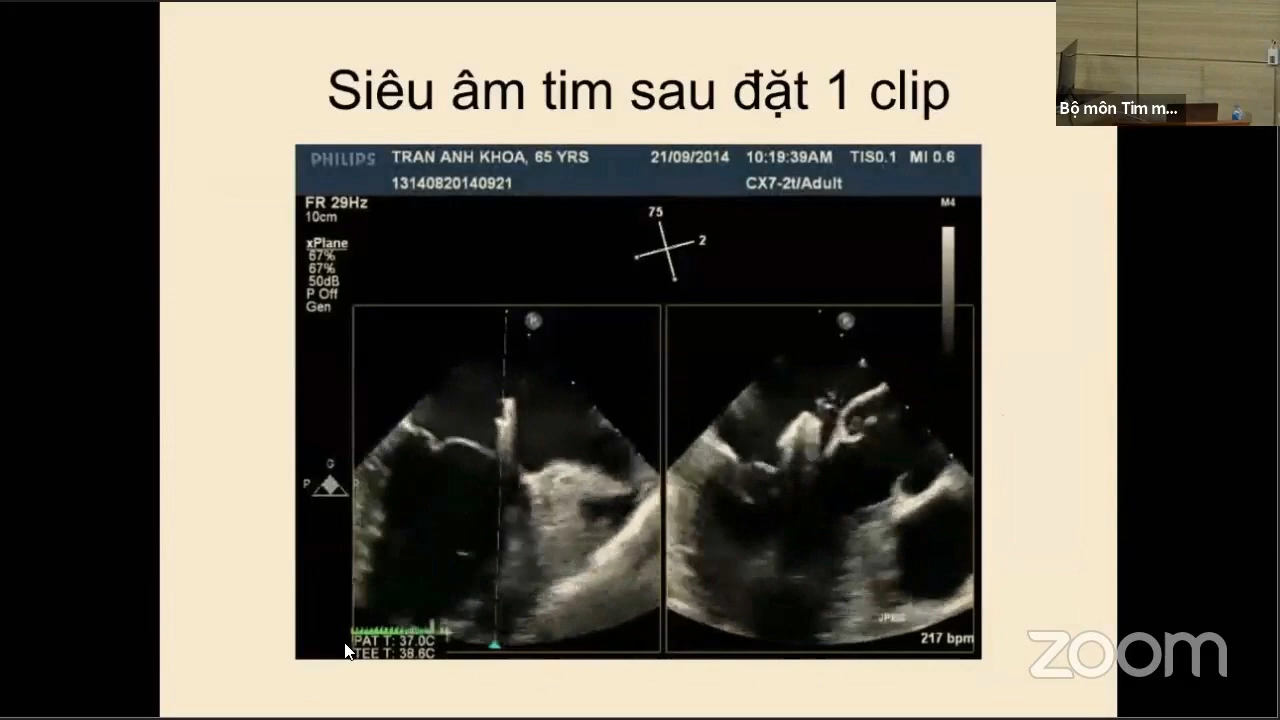 Siêu âm tim sau đặt 1 clip
Bộ môn Tim m...
PHILIPS TRAN ANH KHOA, 65 YRS 21/09/2014 10:19:39AM TIS0.1 MI 0.6
13140820140921 CX7-2t/Adult
FR 29Hz
10cm
M4
75
2
xPlane
67%
67%
50dB
P Off
Gen
G
P R
JPEG
217 bpm
PAT T: 37.0C
TEE T: 38.6C
zoom